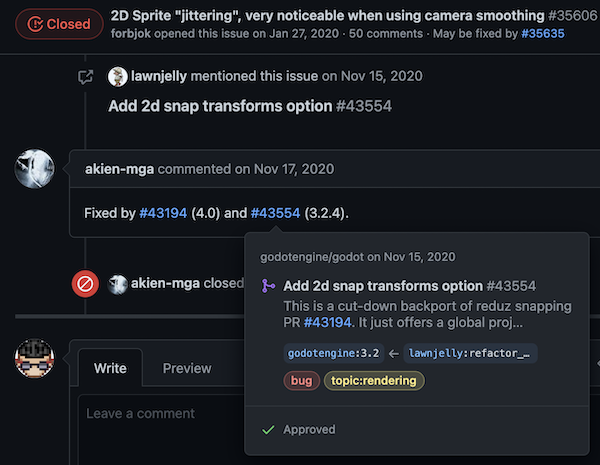 Closed
2D Sprite "jittering", very noticeable when using camera smoothing #35606
forbjok opened this issue on Jan 27, 2020 · 50 comments · May be fixed by #35635
lawnjelly mentioned this issue on Nov 15, 2020
Add 2d snap transforms option #43554
akien-mga commented on Nov 17, 2020
Fixed by #43194 (4.0) and #43554 (3.2.4).
godotengine/godot on Nov 15, 2020
Add 2d snap transforms option #43554
This is a cut-down backport of reduz snapping
PR #43194. It just offers a global proj...
godotengine:3.2 ← lawnjelly:refactor_…
bug topic:rendering
Approved
akien-mga closed
Write Preview
Leave a comment